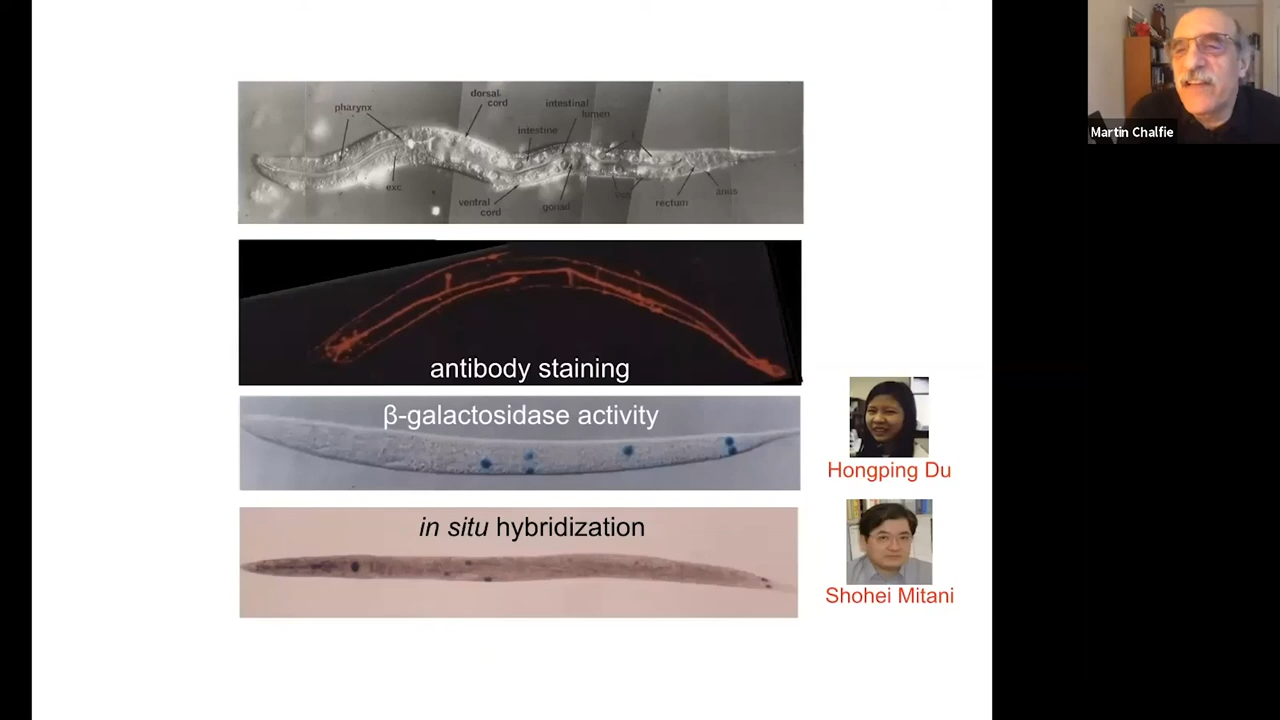 pharynx
dorsal
cord
intestinal
lumen
intestine
exc
ventral
cord
gonad
rectum
anus
antibody staining
β-galactosidase activity
in situ hybridization
Hongping Du
Shohei Mitani
Martin Chalfie